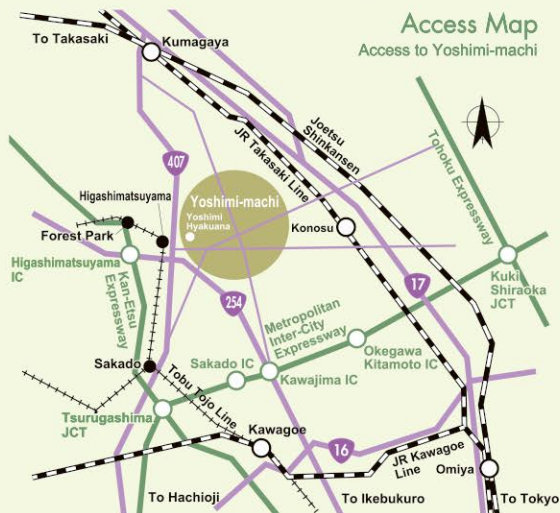 Access Map
Access to Yoshimi-machi
To Takasaki
Kumagaya
Joetsu
Shinkansen
JR Takasaki Line
Tohoku Expressway
407
Higashimatsuyama
Yoshimi-machi
Yoshimi
Hyakuana
Forest Park
Konosu
Higashimatsuyama
IC
Kan-Etsu
Expressway
254
17
Kuki
Shiraoka
JCT
Metropolitan
Inter-City
Expressway
Okegawa
Kitamoto IC
Sakado
Sakado IC
Kawajima IC
Tobu Tojo Line
Tsurugashima
JCT
Kawagoe
16
JR Kawagoe
Line
Omiya
To Hachioji
To Ikebukuro
To Tokyo